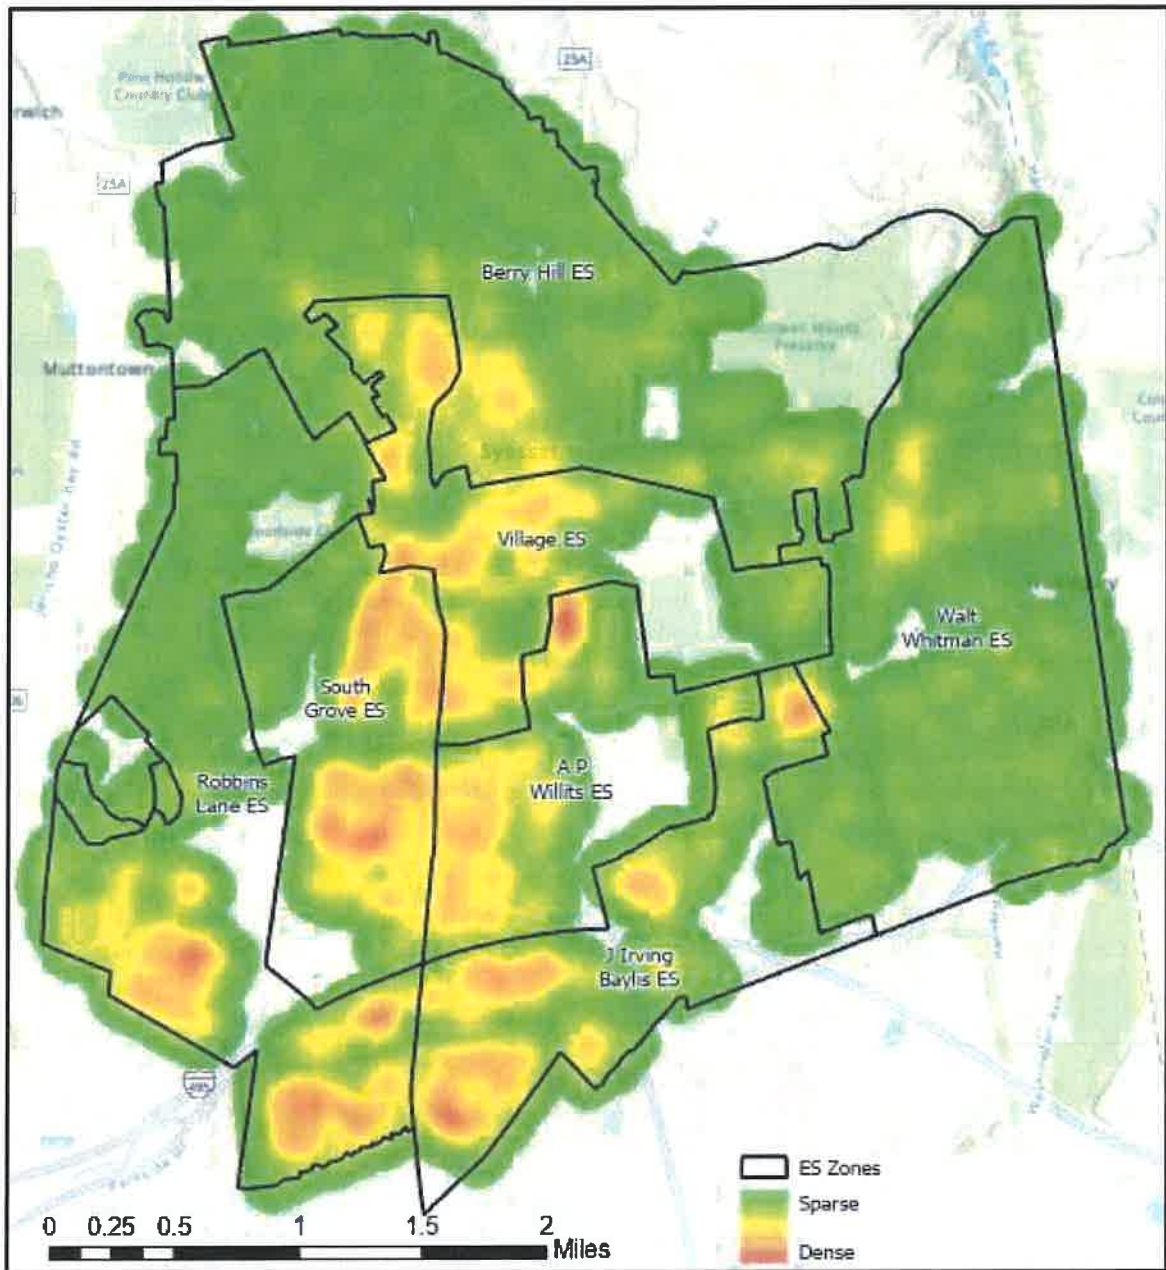 25A
Pine Hollow
Country Club
25A
Berry Hill ES
Muttontown
Preserve
Syosset
Village ES
Walt
Whitman ES
South
Grove ES
A P
Willits ES
Robbins
Lane ES
J Irving
Baylis ES
495
ES Zones
Sparse
Dense
0 0.25 0.5 1 1.5 2
Miles